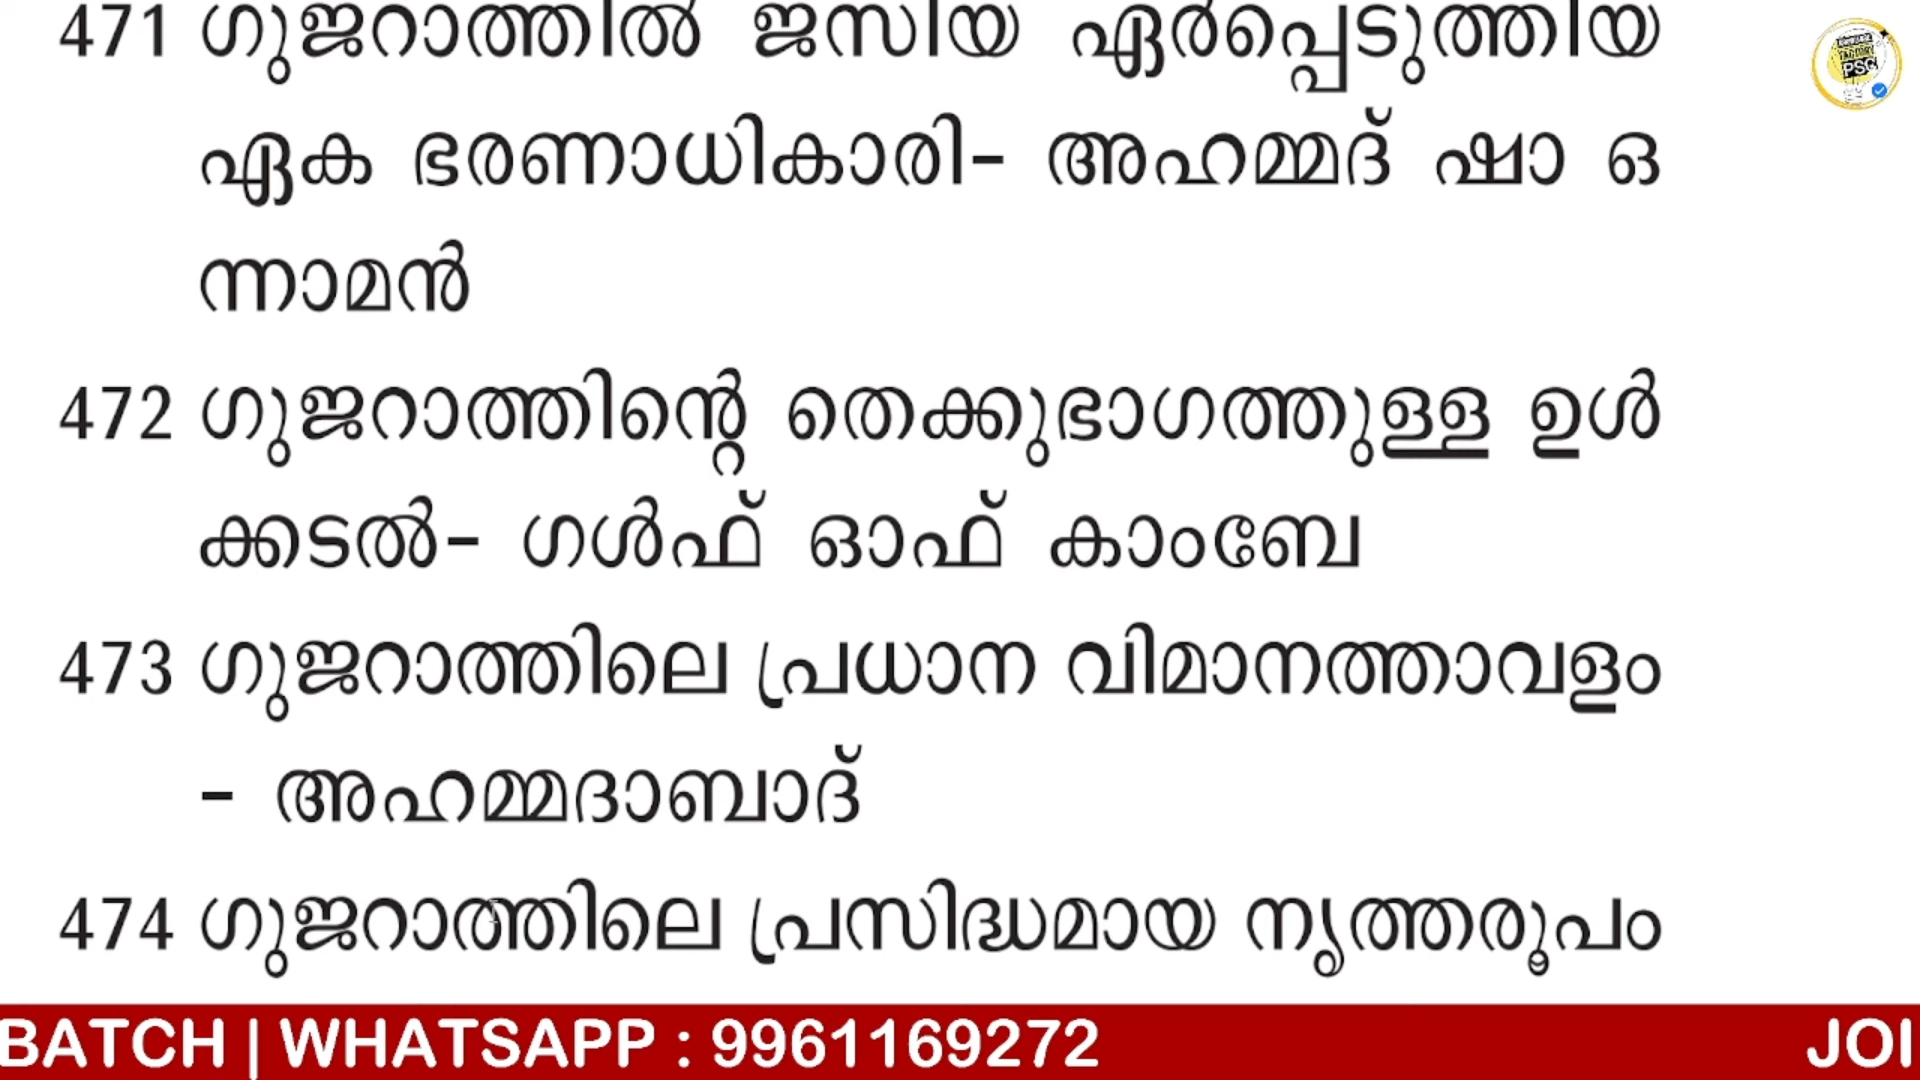 471 ഗുജറാത്തിൽ ജസിയ ഏർപ്പെടുത്തിയ
ഏക ഭരണാധികാരി- അഹമ്മദ് ഷാ ഒ
ന്നാമൻ
472 ഗുജറാത്തിന്റെ തെക്കുഭാഗത്തുള്ള ഉൾ
ക്കടൽ- ഗൾഫ് ഓഫ് കാംബേ
473 ഗുജറാത്തിലെ പ്രധാന വിമാനത്താവളം
- അഹമ്മദാബാദ്
474 ഗുജറാത്തിലെ പ്രസിദ്ധമായ നൃത്തരൂപം
BATCH | WHATSAPP : 9961169272 JOI
PSC